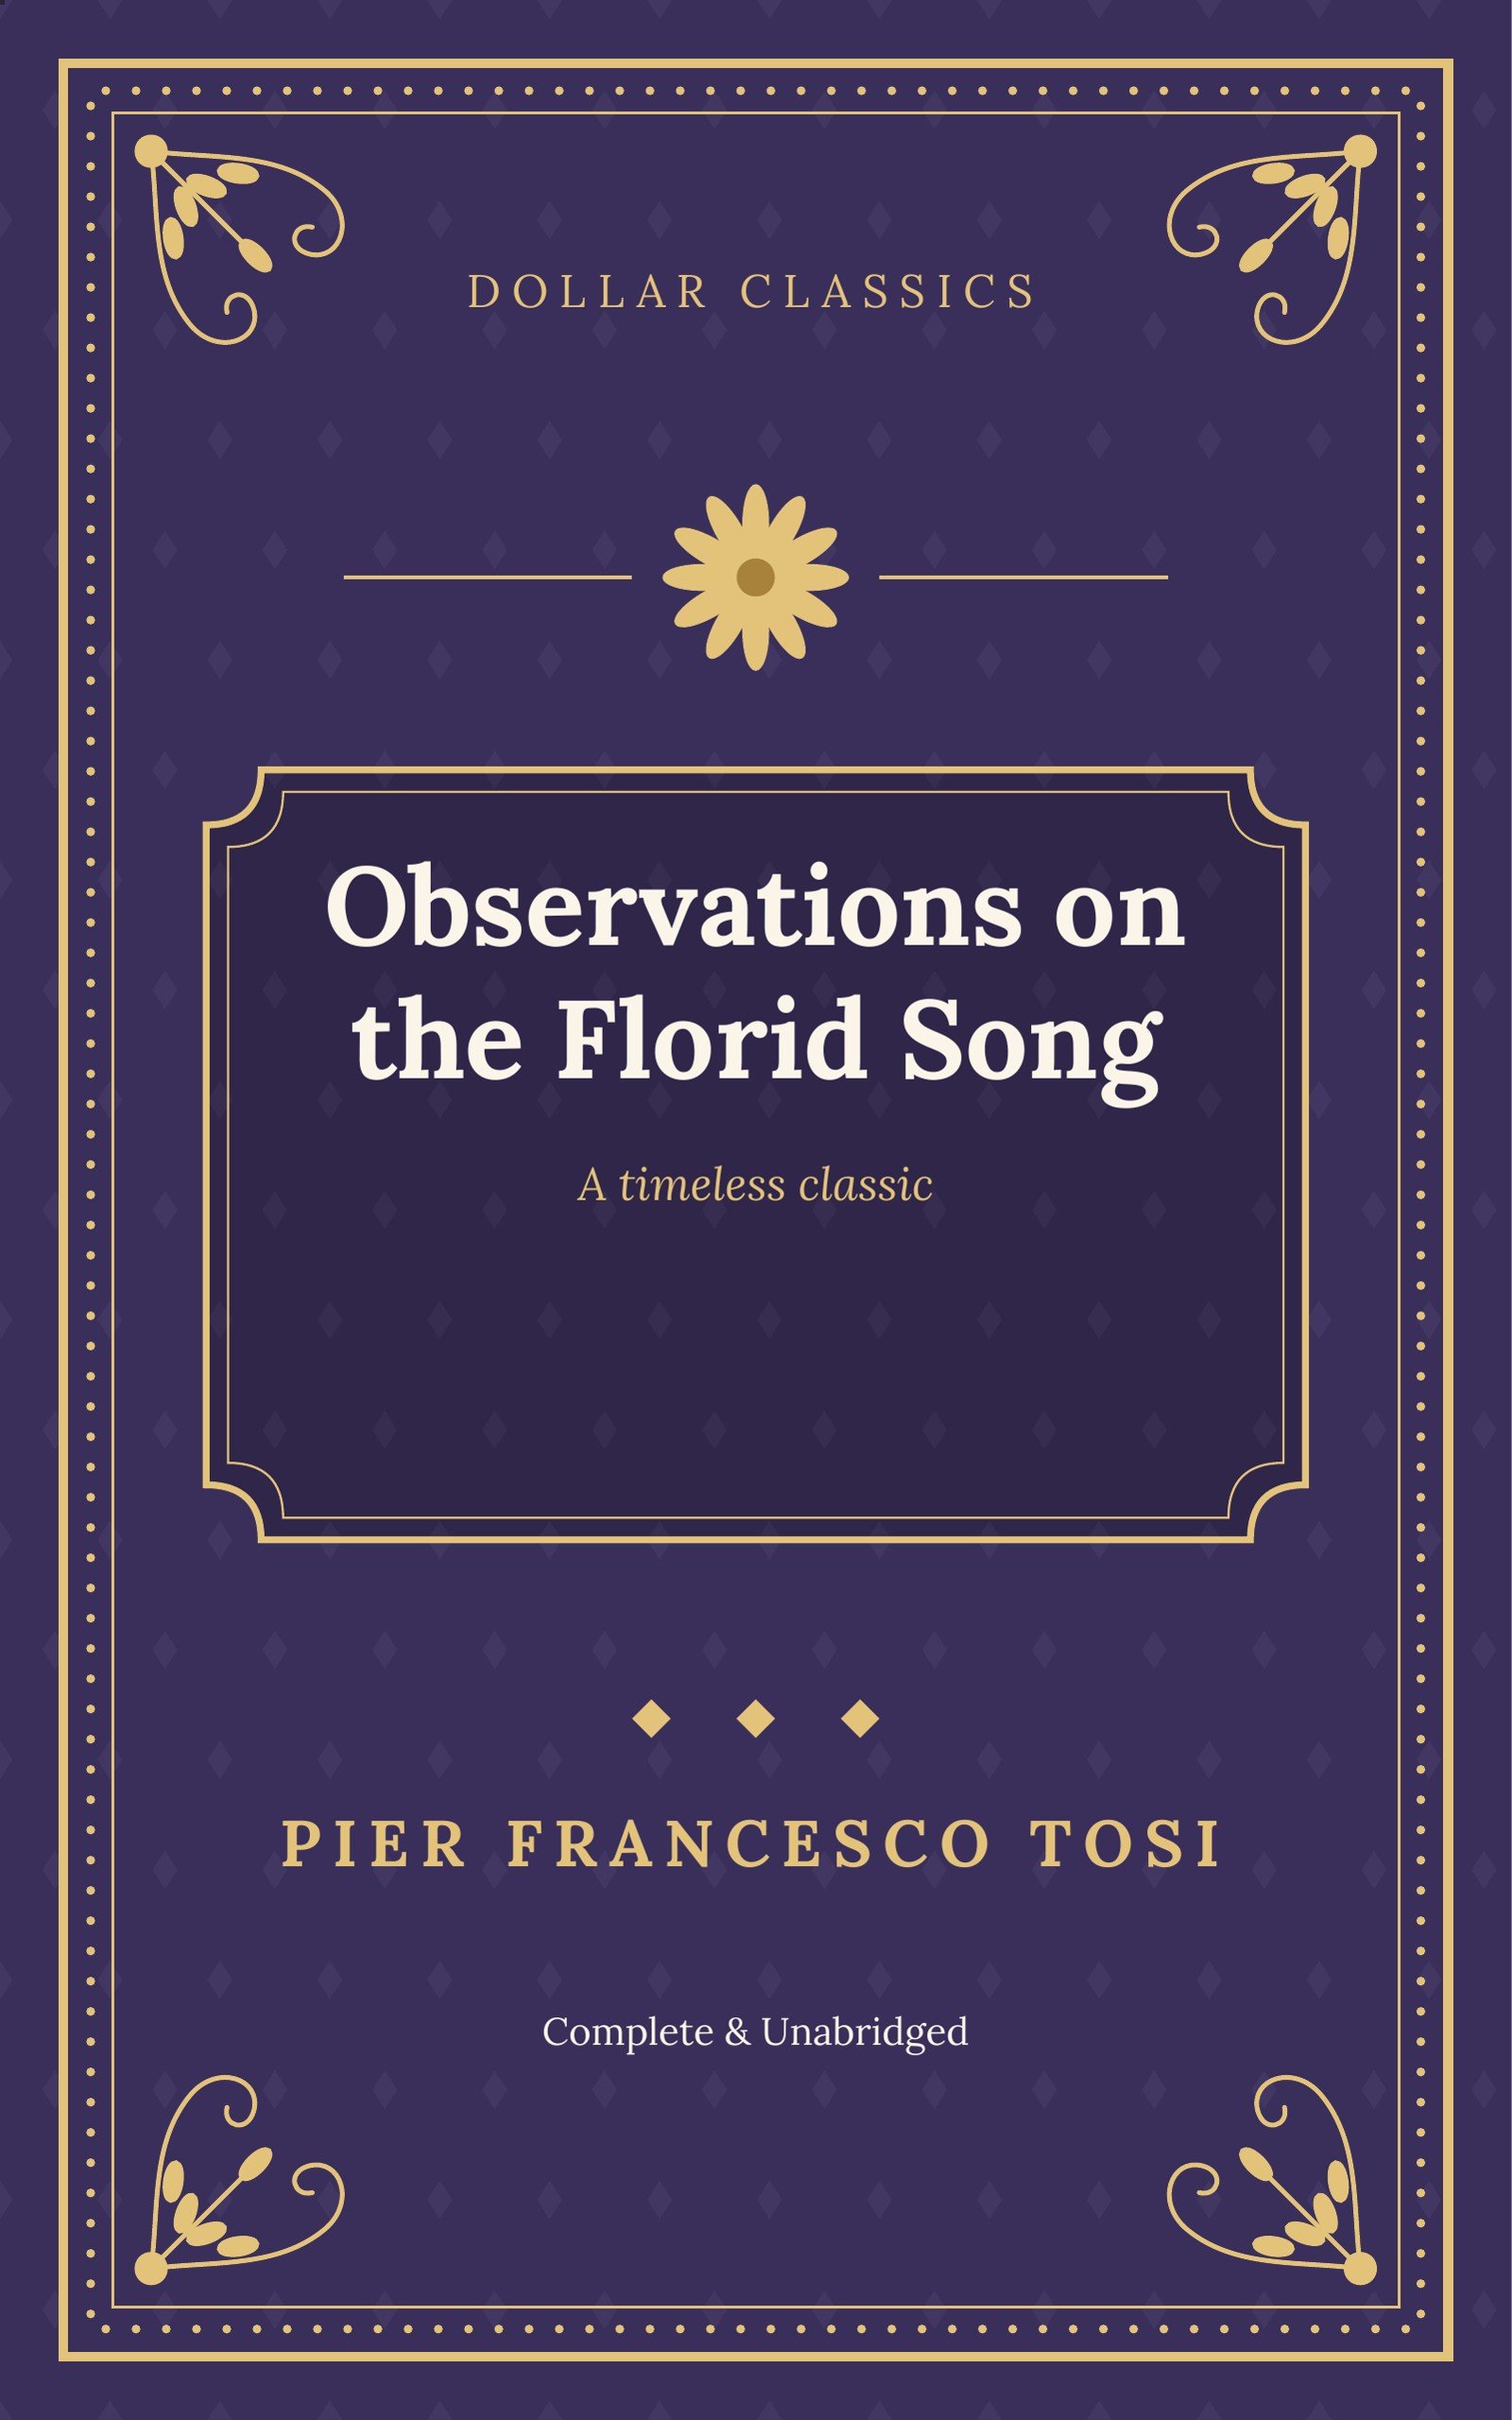 DOLLAR CLASSICS
Observations on
the Florid Song
A timeless classic
PIER FRANCESCO TOSI
Complete & Unabridged